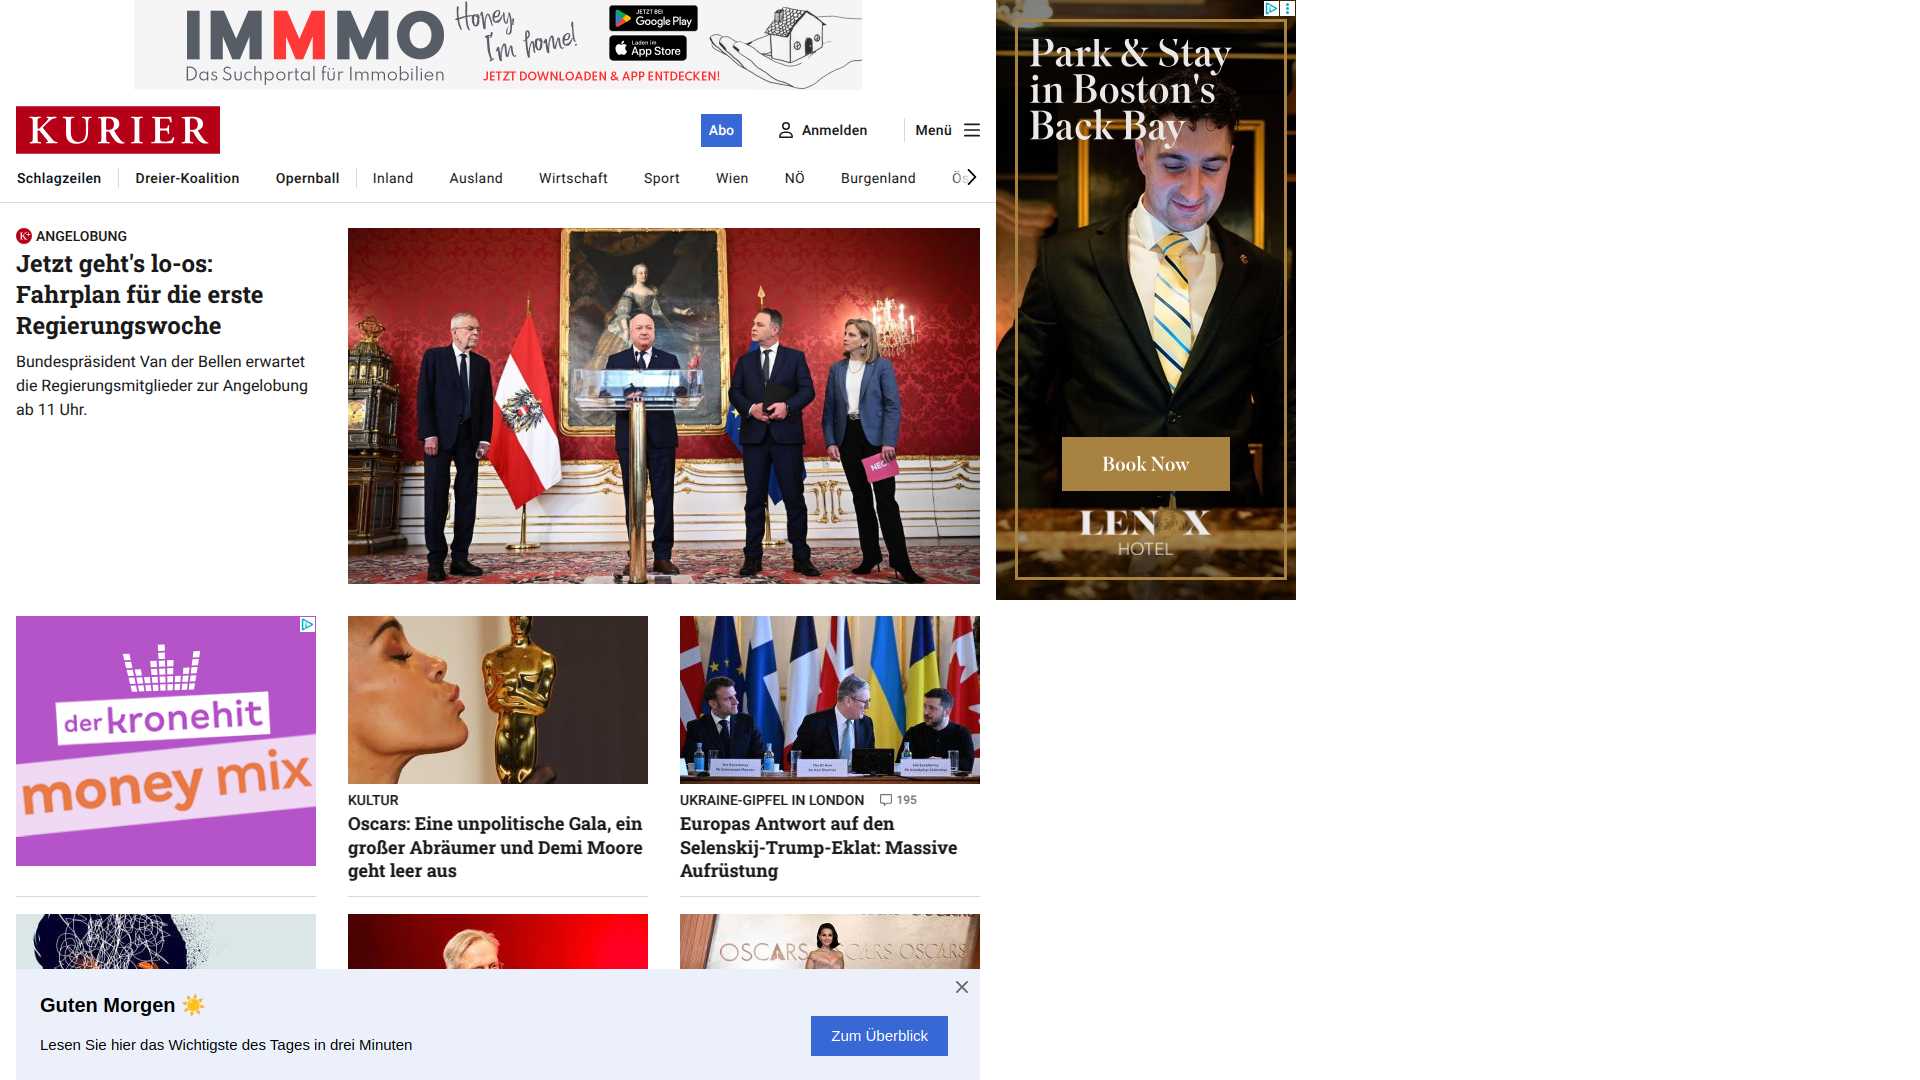 IMMMO
Das Suchportal für Immobilien
Honey,
I'm home!
JETZT BEI
Google Play
Laden im
App Store
JETZT DOWNLOADEN & APP ENTDECKEN!
KURIER
Abo
Anmelden
Menü
Schlagzeilen
Dreier-Koalition
Opernball
Inland
Ausland
Wirtschaft
Sport
Wien
NÖ
Burgenland
Park & Stay
in Boston's
Back Bay
Book Now
LENOX
HOTEL
K+ ANGELOBUNG
Jetzt geht's lo-os:
Fahrplan für die erste
Regierungswoche
Bundespräsident Van der Bellen erwartet
die Regierungsmitglieder zur Angelobung
ab 11 Uhr.
der kronehit
money mix
KULTUR
Oscars: Eine unpolitische Gala, ein
großer Abräumer und Demi Moore
geht leer aus
UKRAINE-GIPFEL IN LONDON 195
Europas Antwort auf den
Selenskij-Trump-Eklat: Massive
Aufrüstung
OSCARS OSCARS OSCARS
Guten Morgen ☀️
Lesen Sie hier das Wichtigste des Tages in drei Minuten
Zum Überblick